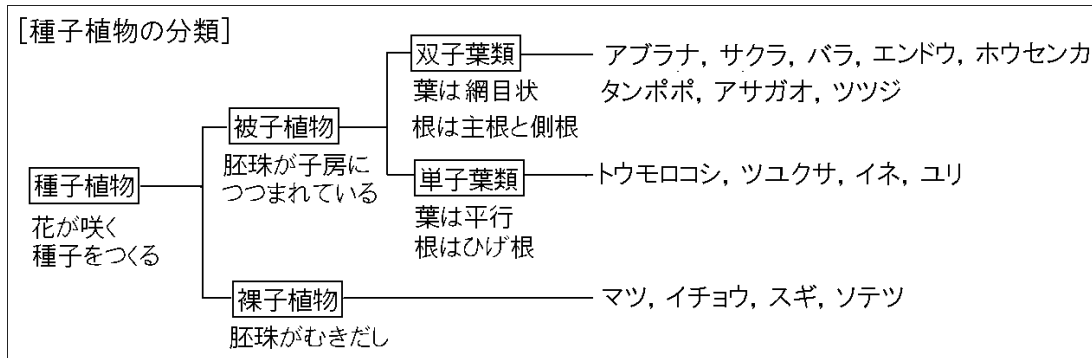 [種子植物の分類]
双子葉類
アブラナ, サクラ, バラ, エンドウ, ホウセンカ
葉は網目状
タンポポ, アサガオ, ツツジ
根は主根と側根
被子植物
胚珠が子房に
つつまれている
単子葉類
トウモロコシ, ツユクサ, イネ, ユリ
葉は平行
根はひげ根
種子植物
花が咲く
種子をつくる
裸子植物
マツ, イチョウ, スギ, ソテツ
胚珠がむきだし